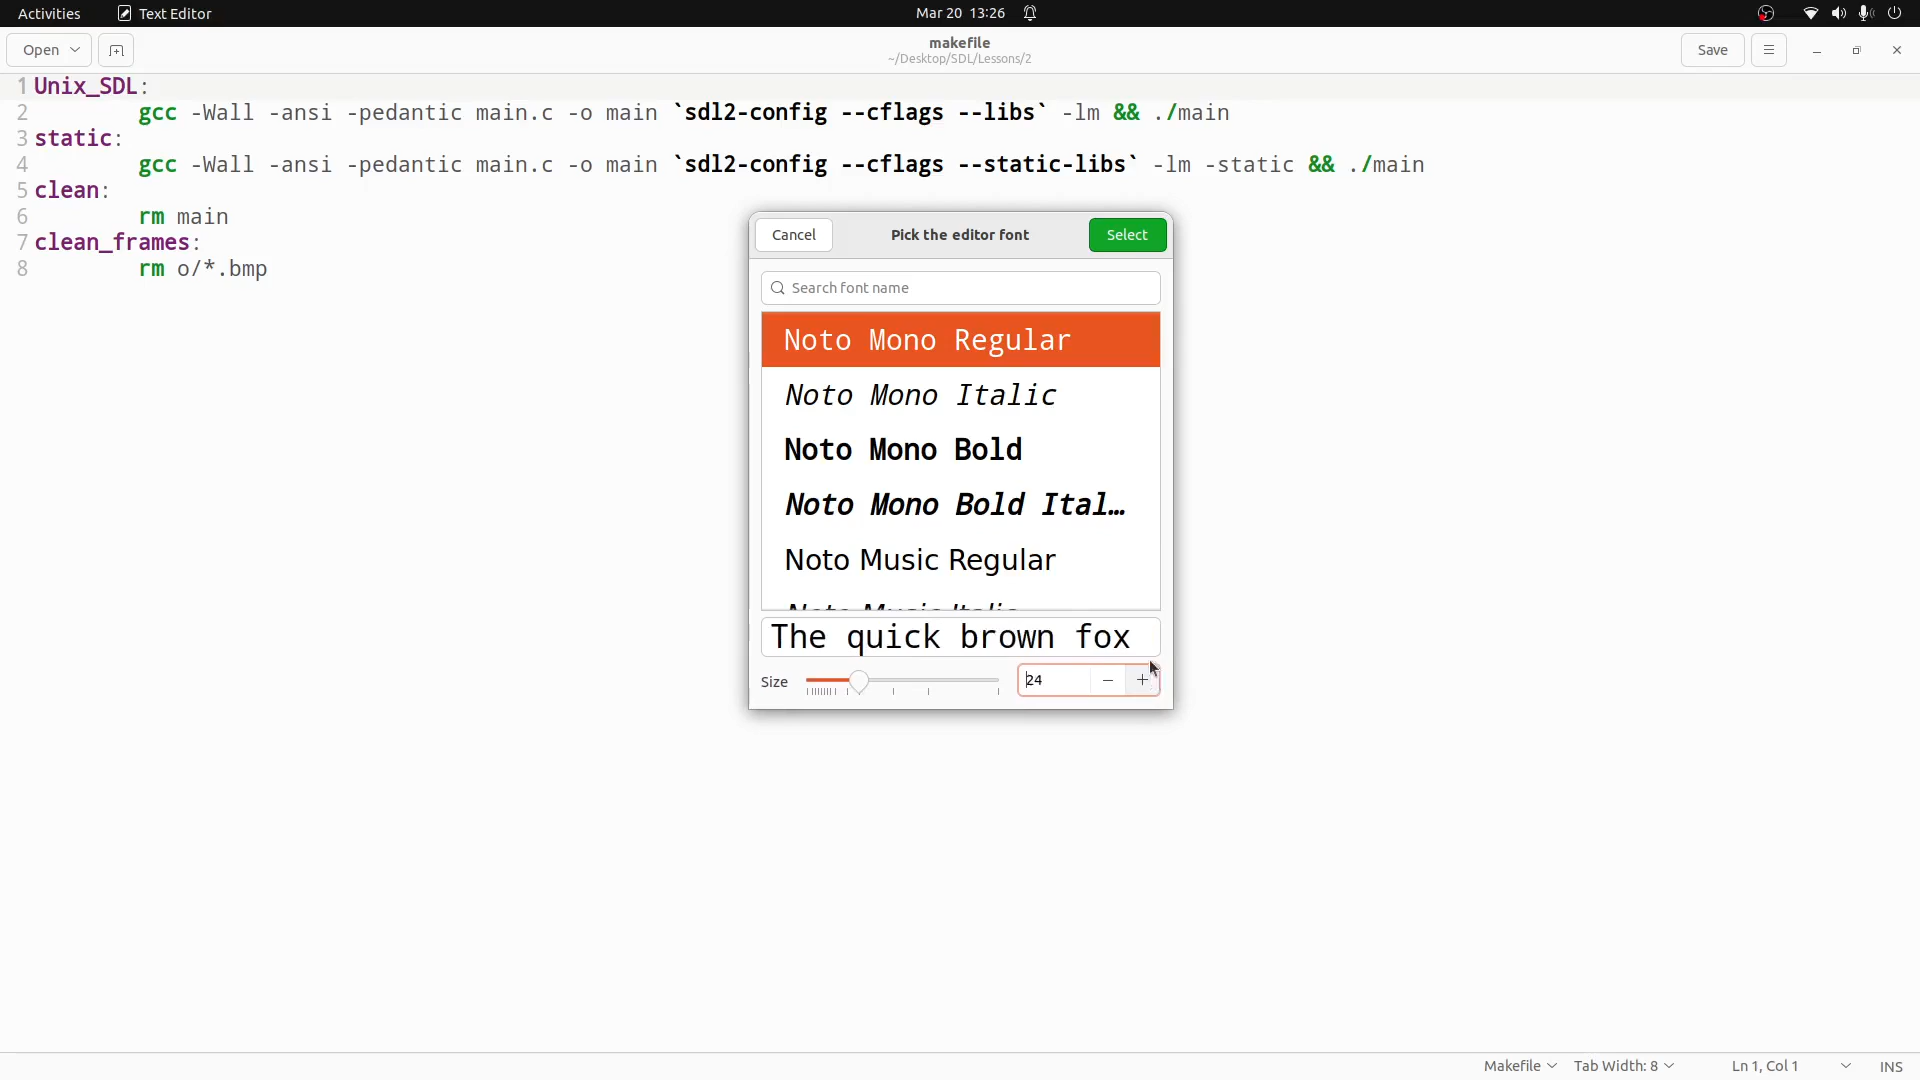 Activities Text Editor Mar 20 13:26
Open makefile Save
~/Desktop/SDL/Lessons/2
1 Unix_SDL:
2 gcc -Wall -ansi -pedantic main.c -o main `sdl2-config --cflags --libs` -lm && ./main
3 static:
4 gcc -Wall -ansi -pedantic main.c -o main `sdl2-config --cflags --static-libs` -lm -static && ./main
5 clean:
6 rm main
7 clean_frames:
8 rm o/*.bmp
Cancel Pick the editor font Select
Search font name
Noto Mono Regular
Noto Mono Italic
Noto Mono Bold
Noto Mono Bold Ital…
Noto Music Regular
Noto Music Italic
The quick brown fox
Size 24 − +
Makefile Tab Width: 8 Ln 1, Col 1 INS